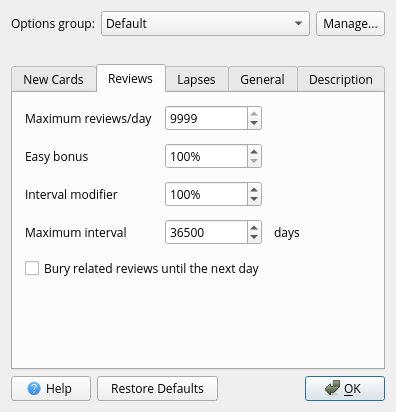 Options group: Default Manage...
New Cards Reviews Lapses General Description
Maximum reviews/day 9999
Easy bonus 100%
Interval modifier 100%
Maximum interval 36500 days
Bury related reviews until the next day
Help Restore Defaults OK